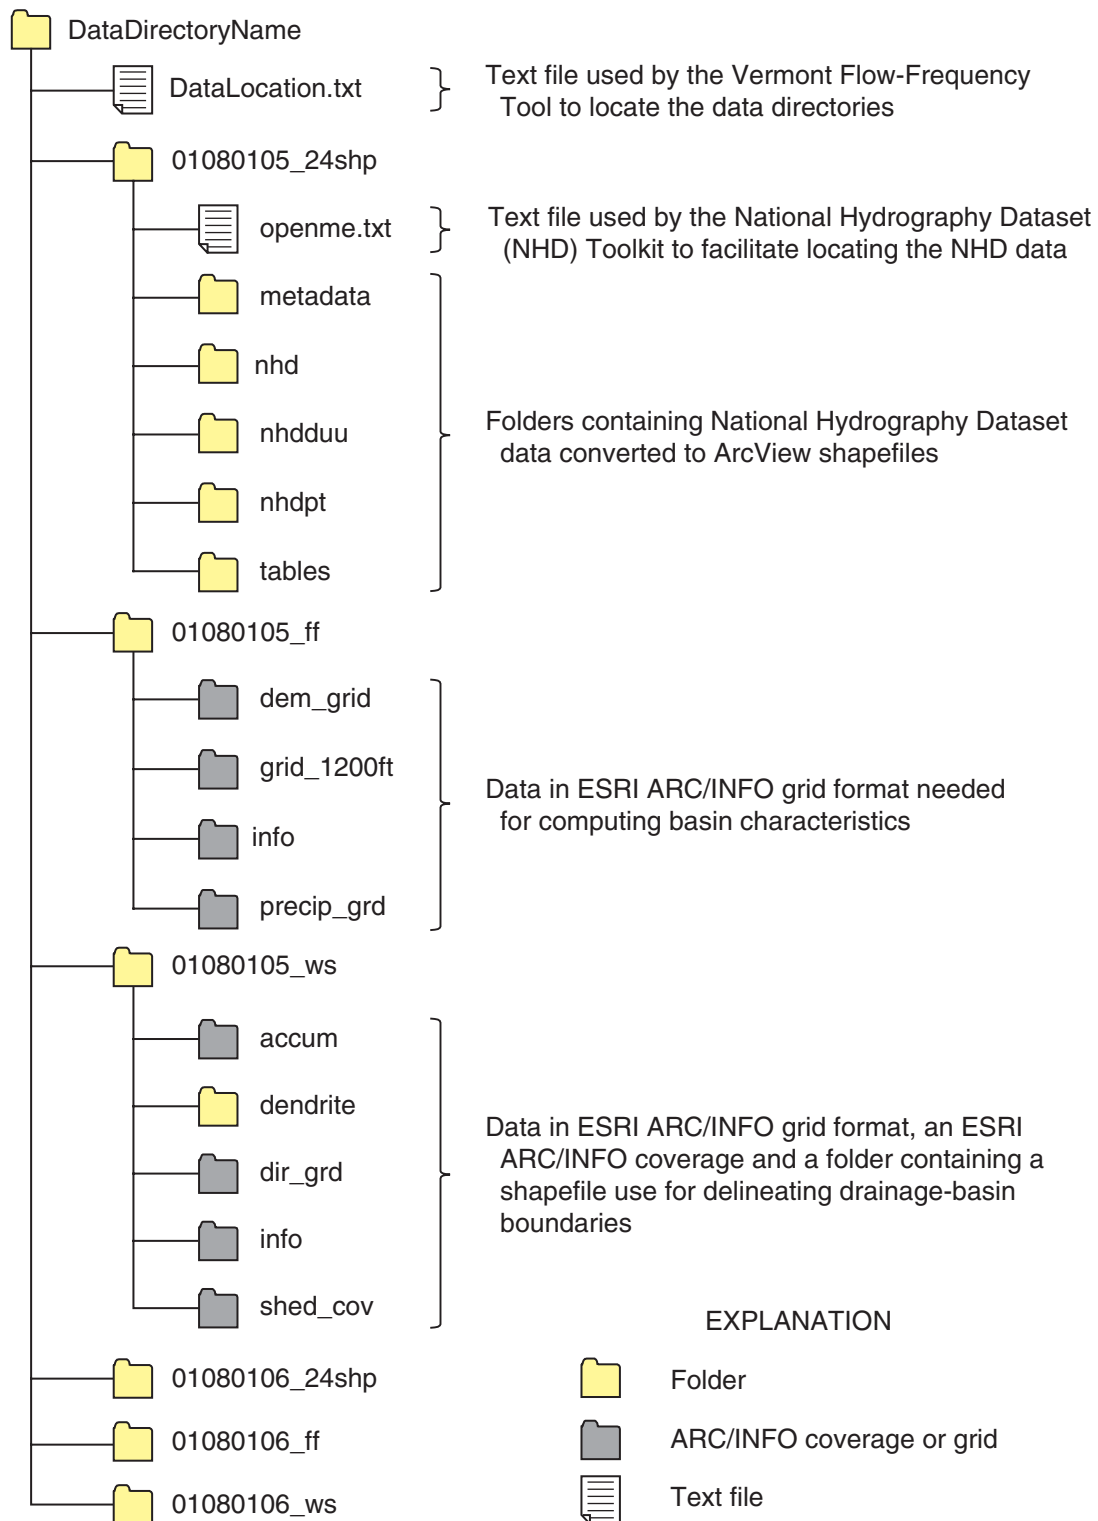 DataDirectoryName
DataLocation.txt
Text file used by the Vermont Flow-Frequency
Tool to locate the data directories
01080105_24shp
openme.txt
Text file used by the National Hydrography Dataset
(NHD) Toolkit to facilitate locating the NHD data
metadata
nhd
nhdduu
Folders containing National Hydrography Dataset
data converted to ArcView shapefiles
nhdpt
tables
01080105_ff
dem_grid
grid_1200ft
Data in ESRI ARC/INFO grid format needed
for computing basin characteristics
info
precip_grd
01080105_ws
accum
dendrite
Data in ESRI ARC/INFO grid format, an ESRI
ARC/INFO coverage and a folder containing a
shapefile use for delineating drainage-basin
boundaries
dir_grd
info
shed_cov
EXPLANATION
01080106_24shp
Folder
01080106_ff
ARC/INFO coverage or grid
01080106_ws
Text file